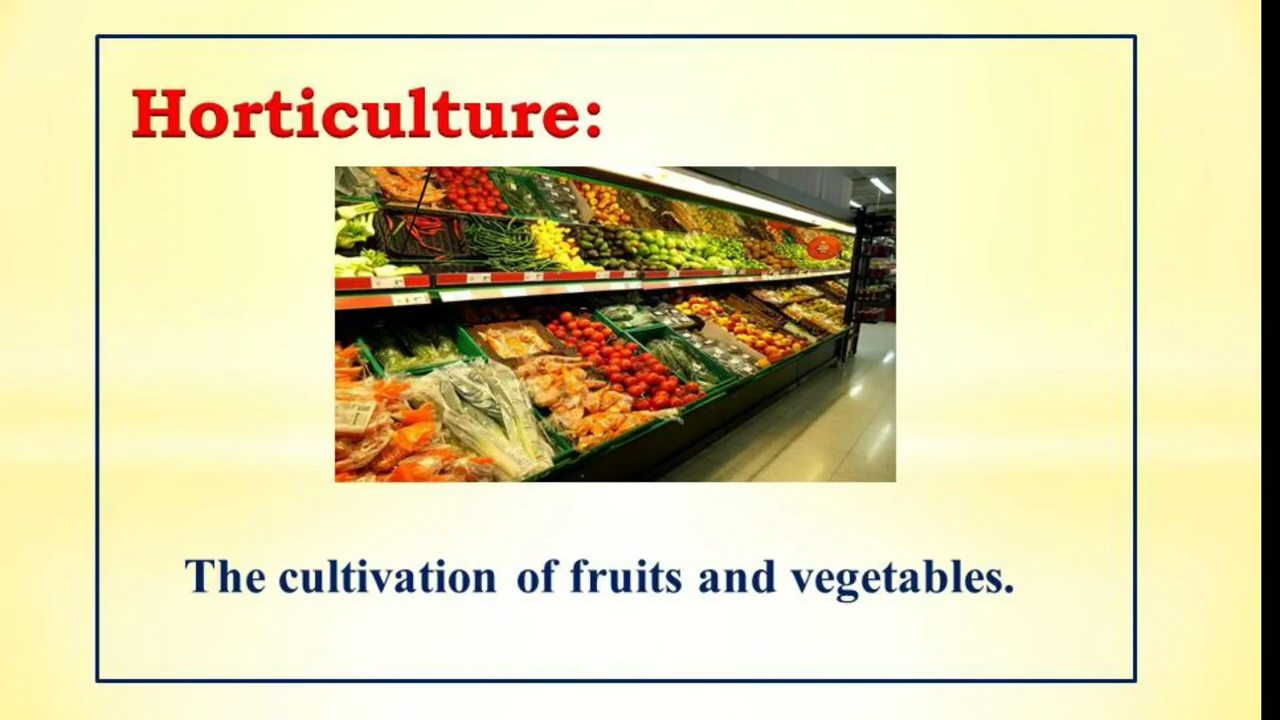 Horticulture:
The cultivation of fruits and vegetables.